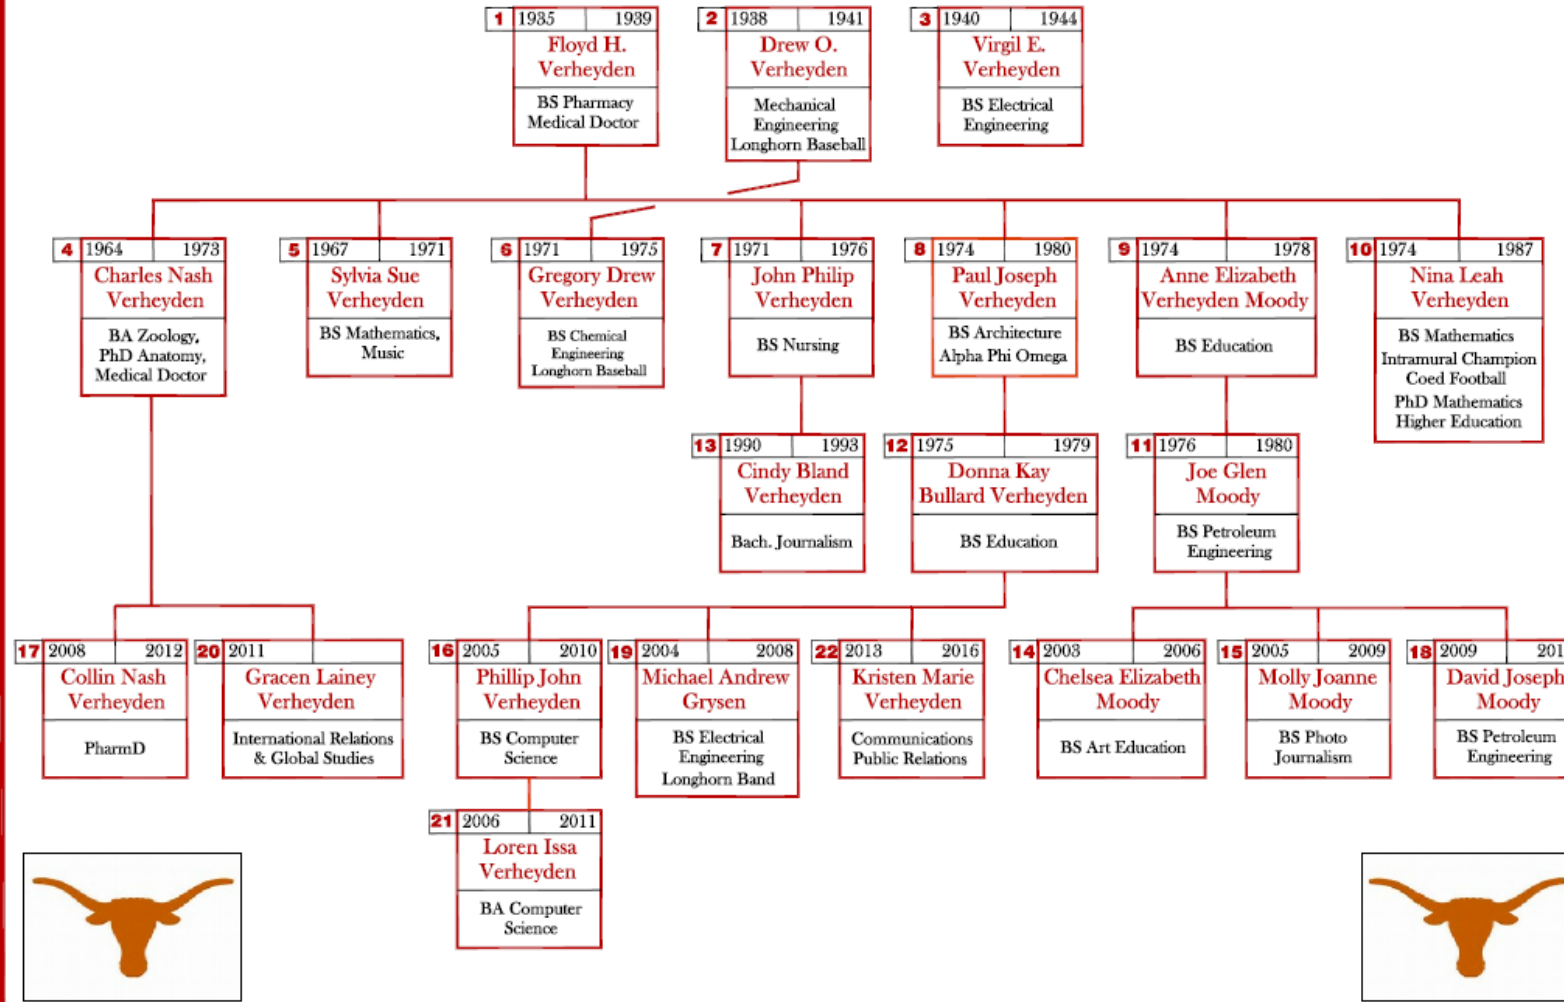 1 1935 1939
Floyd H.
Verheyden
BS Pharmacy
Medical Doctor
2 1938 1941
Drew O.
Verheyden
Mechanical
Engineering
Longhorn Baseball
3 1940 1944
Virgil E.
Verheyden
BS Electrical
Engineering
4 1964 1973
Charles Nash
Verheyden
BA Zoology,
PhD Anatomy,
Medical Doctor
5 1967 1971
Sylvia Sue
Verheyden
BS Mathematics,
Music
6 1971 1975
Gregory Drew
Verheyden
BS Chemical
Engineering
Longhorn Baseball
7 1971 1976
John Philip
Verheyden
BS Nursing
8 1974 1980
Paul Joseph
Verheyden
BS Architecture
Alpha Phi Omega
9 1974 1978
Anne Elizabeth
Verheyden Moody
BS Education
10 1974 1987
Nina Leah
Verheyden
BS Mathematics
Intramural Champion
Coed Football
PhD Mathematics
Higher Education
13 1990 1993
Cindy Bland
Verheyden
Bach. Journalism
12 1975 1979
Donna Kay
Bullard Verheyden
BS Education
11 1976 1980
Joe Glen
Moody
BS Petroleum
Engineering
17 2008 2012
Collin Nash
Verheyden
PharmD
20 2011
Gracen Lainey
Verheyden
International Relations
& Global Studies
16 2005 2010
Phillip John
Verheyden
BS Computer
Science
19 2004 2008
Michael Andrew
Grysen
BS Electrical
Engineering
Longhorn Band
22 2013 2016
Kristen Marie
Verheyden
Communications
Public Relations
14 2003 2006
Chelsea Elizabeth
Moody
BS Art Education
15 2005 2009
Molly Joanne
Moody
BS Photo
Journalism
18 2009 201
David Joseph
Moody
BS Petroleum
Engineering
21 2006 2011
Loren Issa
Verheyden
BA Computer
Science